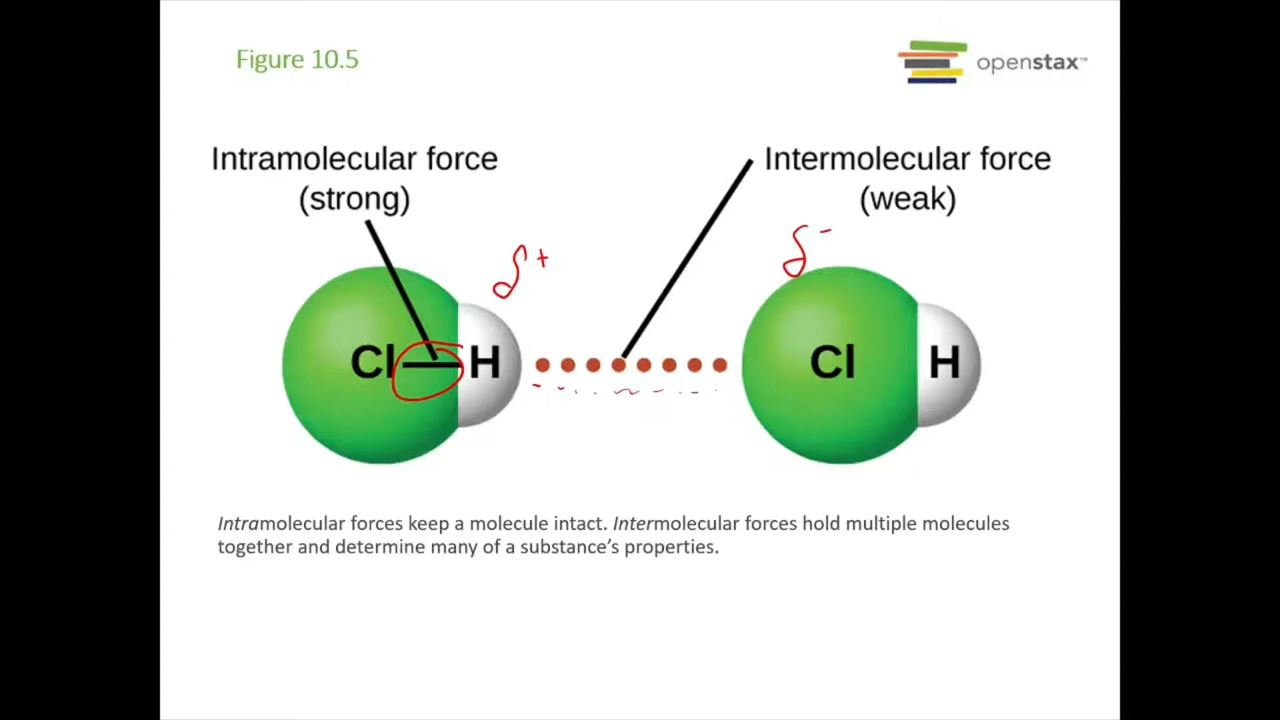 Figure 10.5
openstax™
Intramolecular force
(strong)
Intermolecular force
(weak)
δ+
δ-
Cl H
Cl H
Intramolecular forces keep a molecule intact. Intermolecular forces hold multiple molecules
together and determine many of a substance’s properties.